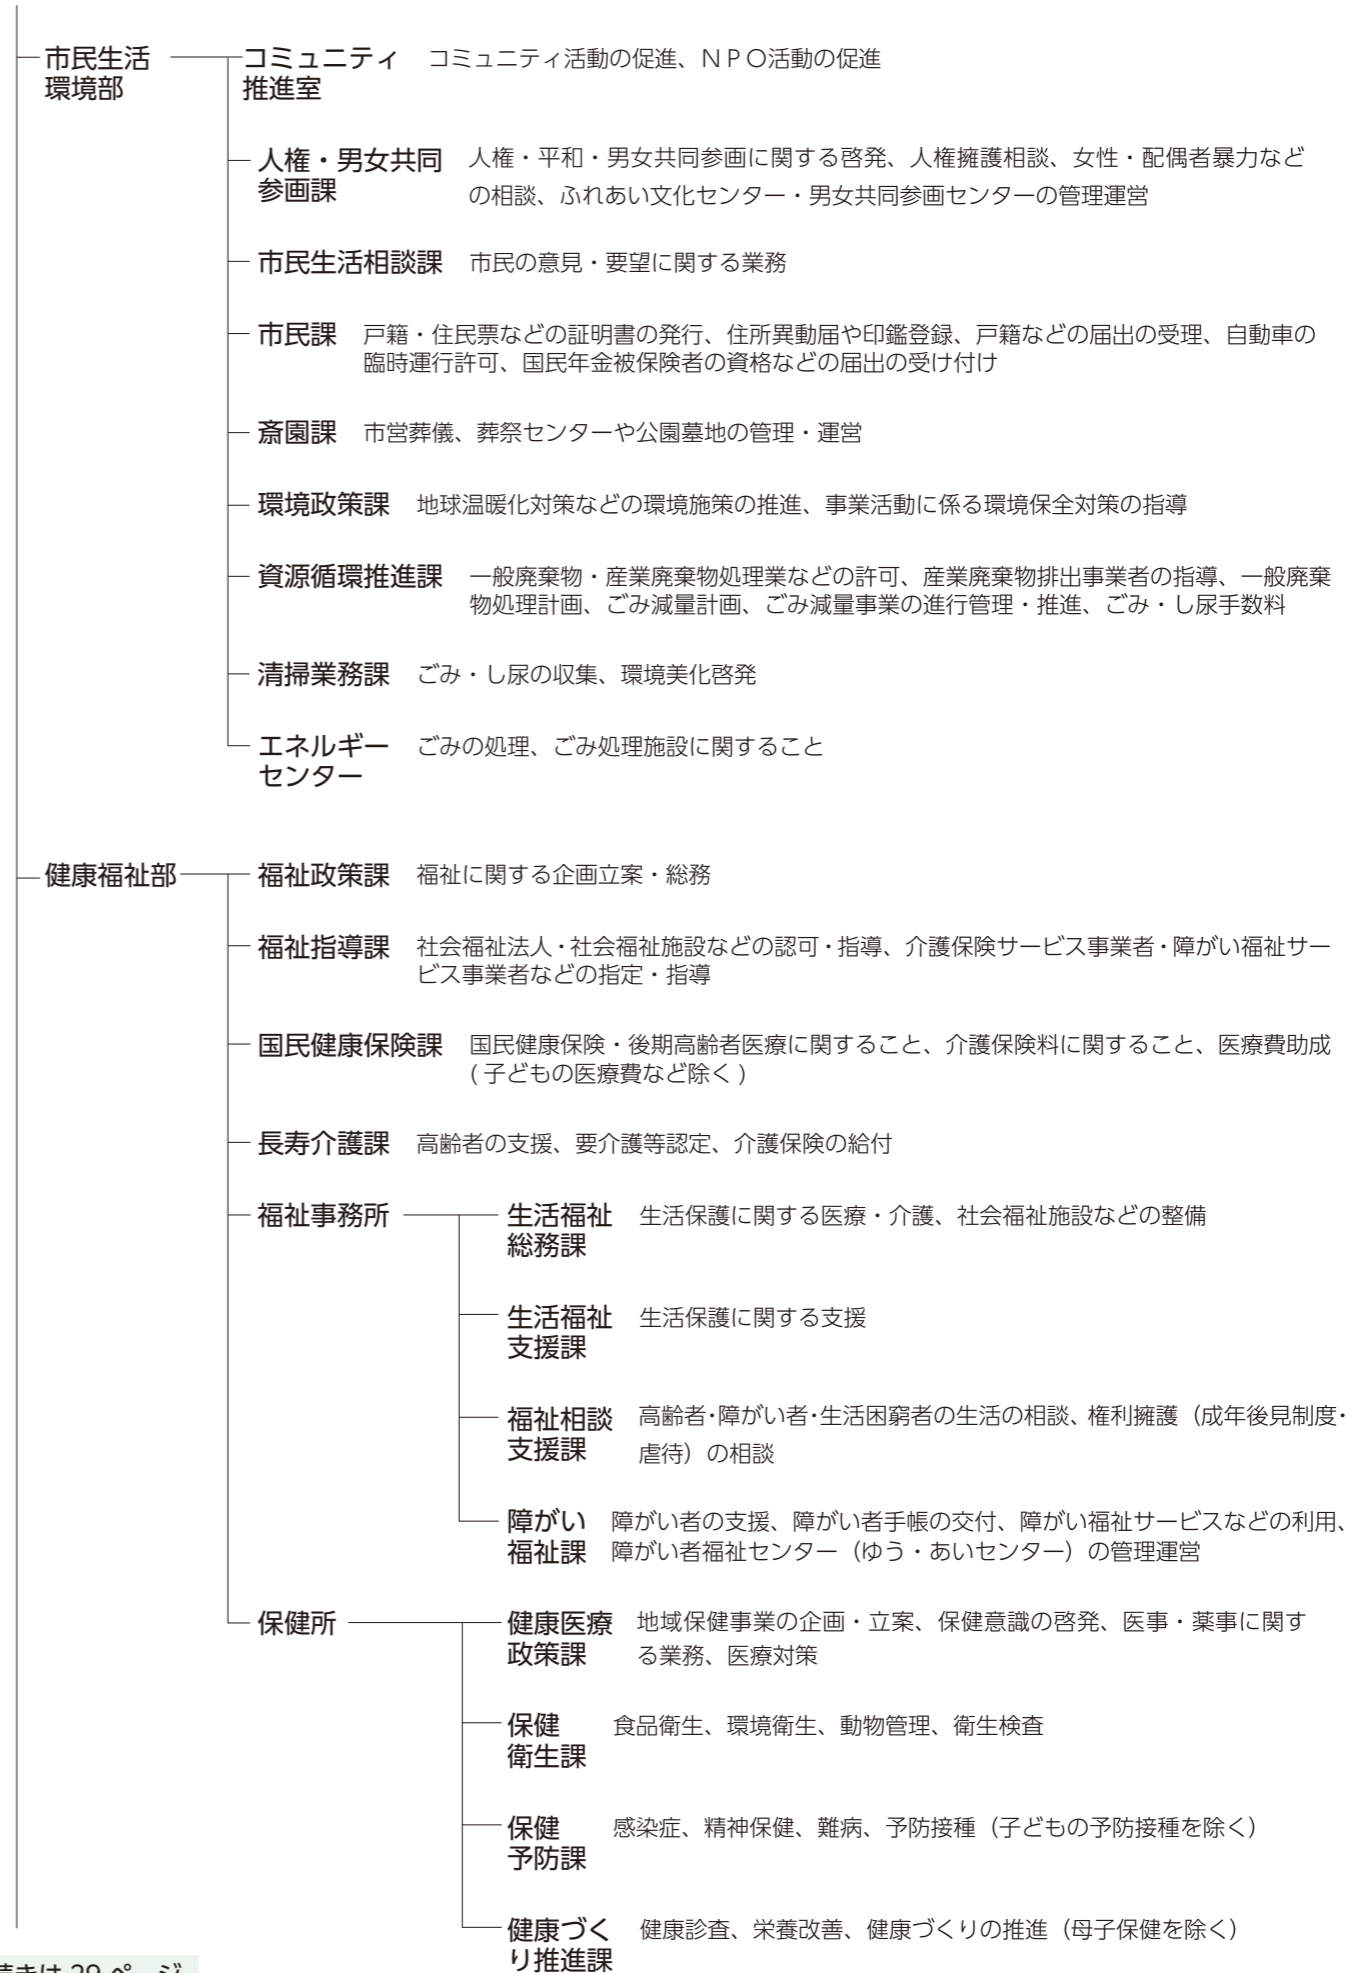 市民生活 コミュニティ コミュニティ活動の促進、ＮＰＯ活動の促進
環境部 推進室
人権・男女共同 人権・平和・男女共同参画に関する啓発、人権擁護相談、女性・配偶者暴力など
参画課 の相談、ふれあい文化センター・男女共同参画センターの管理運営
市民生活相談課 市民の意見・要望に関する業務
市民課 戸籍・住民票などの証明書の発行、住所異動届や印鑑登録、戸籍などの届出の受理、自動車の
臨時運行許可、国民年金被保険者の資格などの届出の受け付け
斎園課 市営葬儀、葬祭センターや公園墓地の管理・運営
環境政策課 地球温暖化対策などの環境施策の推進、事業活動に係る環境保全対策の指導
資源循環推進課 一般廃棄物・産業廃棄物処理業などの許可、産業廃棄物排出事業者の指導、一般廃棄
物処理計画、ごみ減量計画、ごみ減量事業の進行管理・推進、ごみ・し尿手数料
清掃業務課 ごみ・し尿の収集、環境美化啓発
エネルギー ごみの処理、ごみ処理施設に関すること
センター
健康福祉部 福祉政策課 福祉に関する企画立案・総務
福祉指導課 社会福祉法人・社会福祉施設などの認可・指導、介護保険サービス事業者・障がい福祉サー
ビス事業者などの指定・指導
国民健康保険課 国民健康保険・後期高齢者医療に関すること、介護保険料に関すること、医療費助成
( 子どもの医療費など除く )
長寿介護課 高齢者の支援、要介護等認定、介護保険の給付
福祉事務所 生活福祉 生活保護に関する医療・介護、社会福祉施設などの整備
総務課
生活福祉 生活保護に関する支援
支援課
福祉相談 高齢者・障がい者・生活困窮者の生活の相談、権利擁護（成年後見制度・
支援課 虐待）の相談
障がい 障がい者の支援、障がい者手帳の交付、障がい福祉サービスなどの利用、
福祉課 障がい者福祉センター（ゆう・あいセンター）の管理運営
保健所 健康医療 地域保健事業の企画・立案、保健意識の啓発、医事・薬事に関す
政策課 る業務、医療対策
保健 食品衛生、環境衛生、動物管理、衛生検査
衛生課
保健 感染症、精神保健、難病、予防接種（子どもの予防接種を除く）
予防課
健康づく 健康診査、栄養改善、健康づくりの推進（母子保健を除く）
り推進課